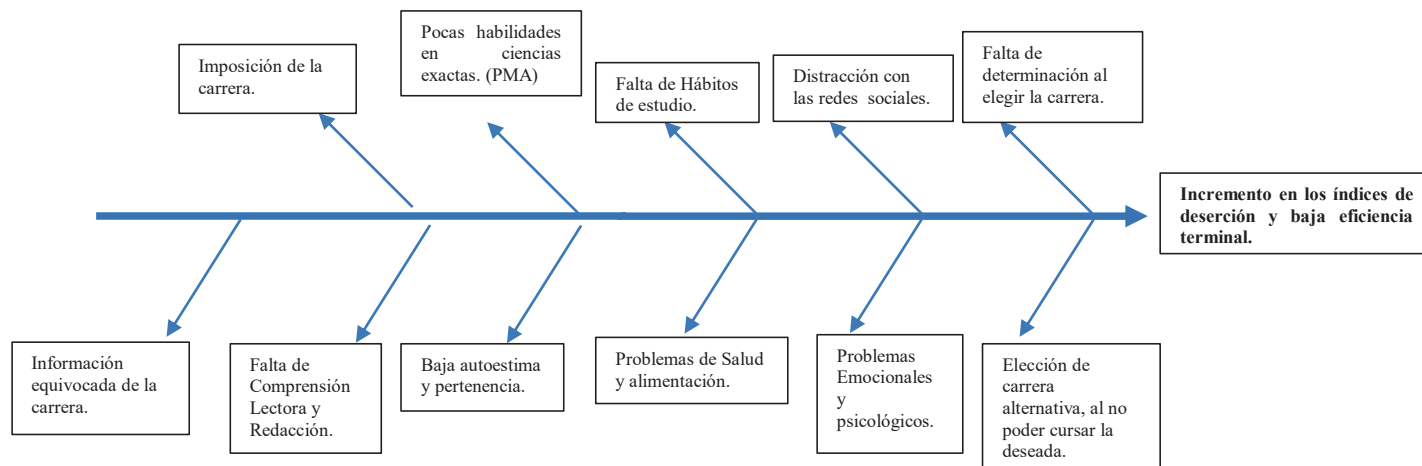 Imposición de la
carrera.
Pocas habilidades
en ciencias
exactas. (PMA)
Falta de Hábitos
de estudio.
Distracción con
las redes sociales.
Falta de
determinación al
elegir la carrera.
Incremento en los índices de
deserción y baja eficiencia
terminal.
Información
equivocada de la
carrera.
Falta de
Comprensión
Lectora y
Redacción.
Baja autoestima
y pertenencia.
Problemas de Salud
y alimentación.
Problemas
Emocionales
y
psicológicos.
Elección de
carrera
alternativa, al no
poder cursar la
deseada.